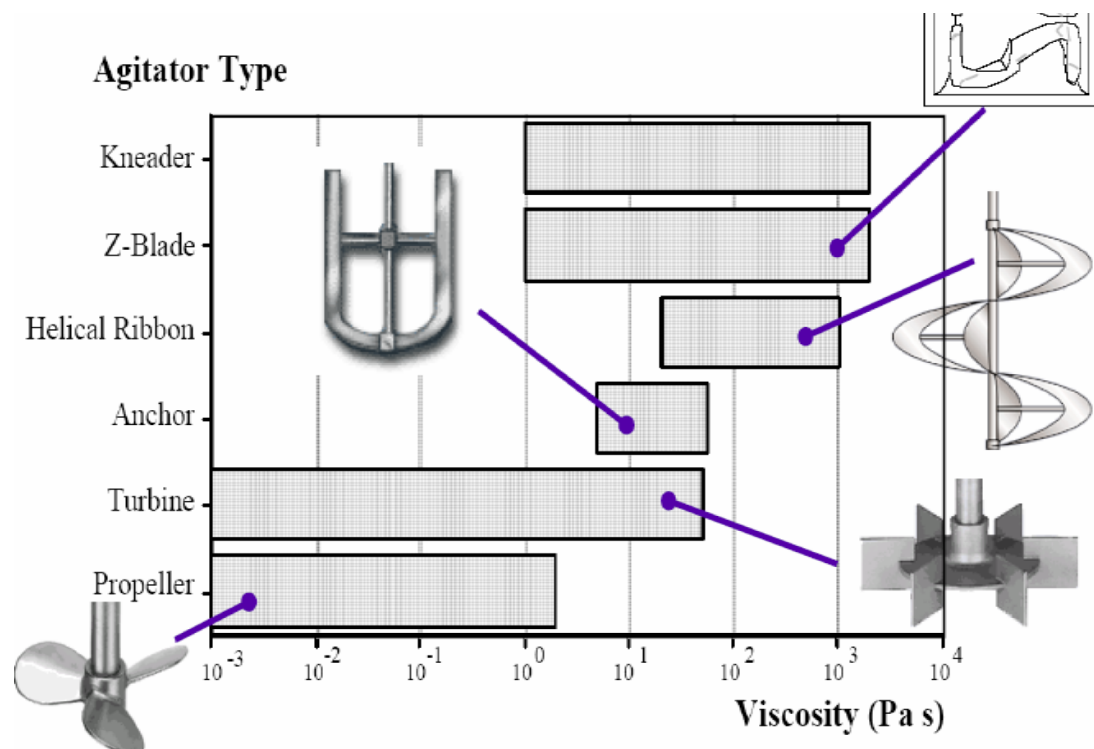 Agitator Type
Kneader
Z-Blade
Helical Ribbon
Anchor
Turbine
Propeller
10⁻³ 10⁻² 10⁻¹ 10⁰ 10¹ 10² 10³ 10⁴
Viscosity (Pa s)